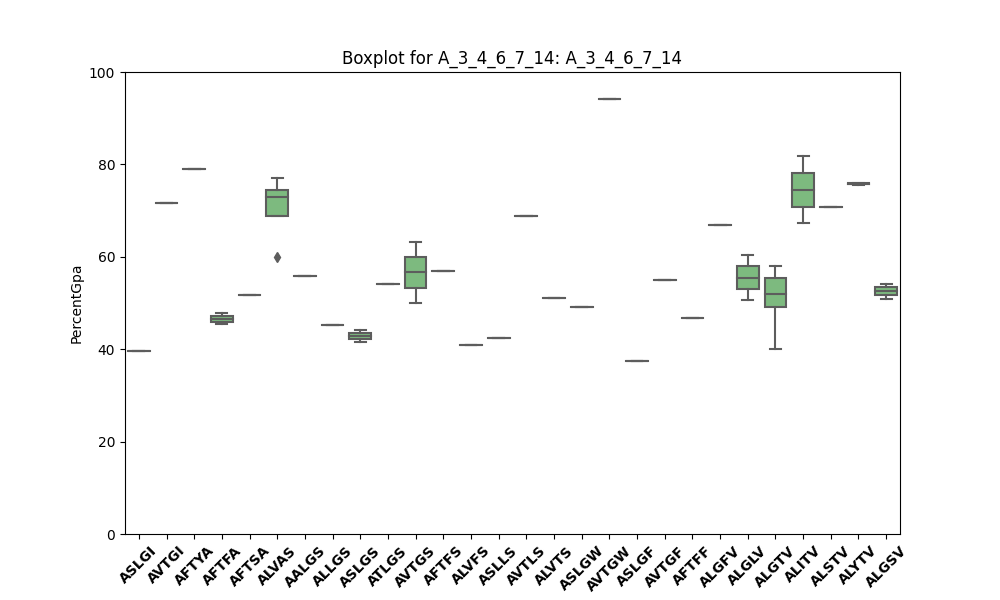 Boxplot for A_3_4_6_7_14: A_3_4_6_7_14
100
80
60
40
20
0
PercentGpa
ASLGI
AVTGI
AFTYA
AFTFA
AFTSA
ALVAS
AALGS
ALLGS
ASLGS
ATLGS
AVTGS
AFTFS
ALVFS
ASLLS
AVTLS
ALVTS
ASLGW
AVTGW
ASLGF
AVTGF
AFTFF
ALGFV
ALGLV
ALGTV
ALITV
ALSTV
ALYTV
ALGSV